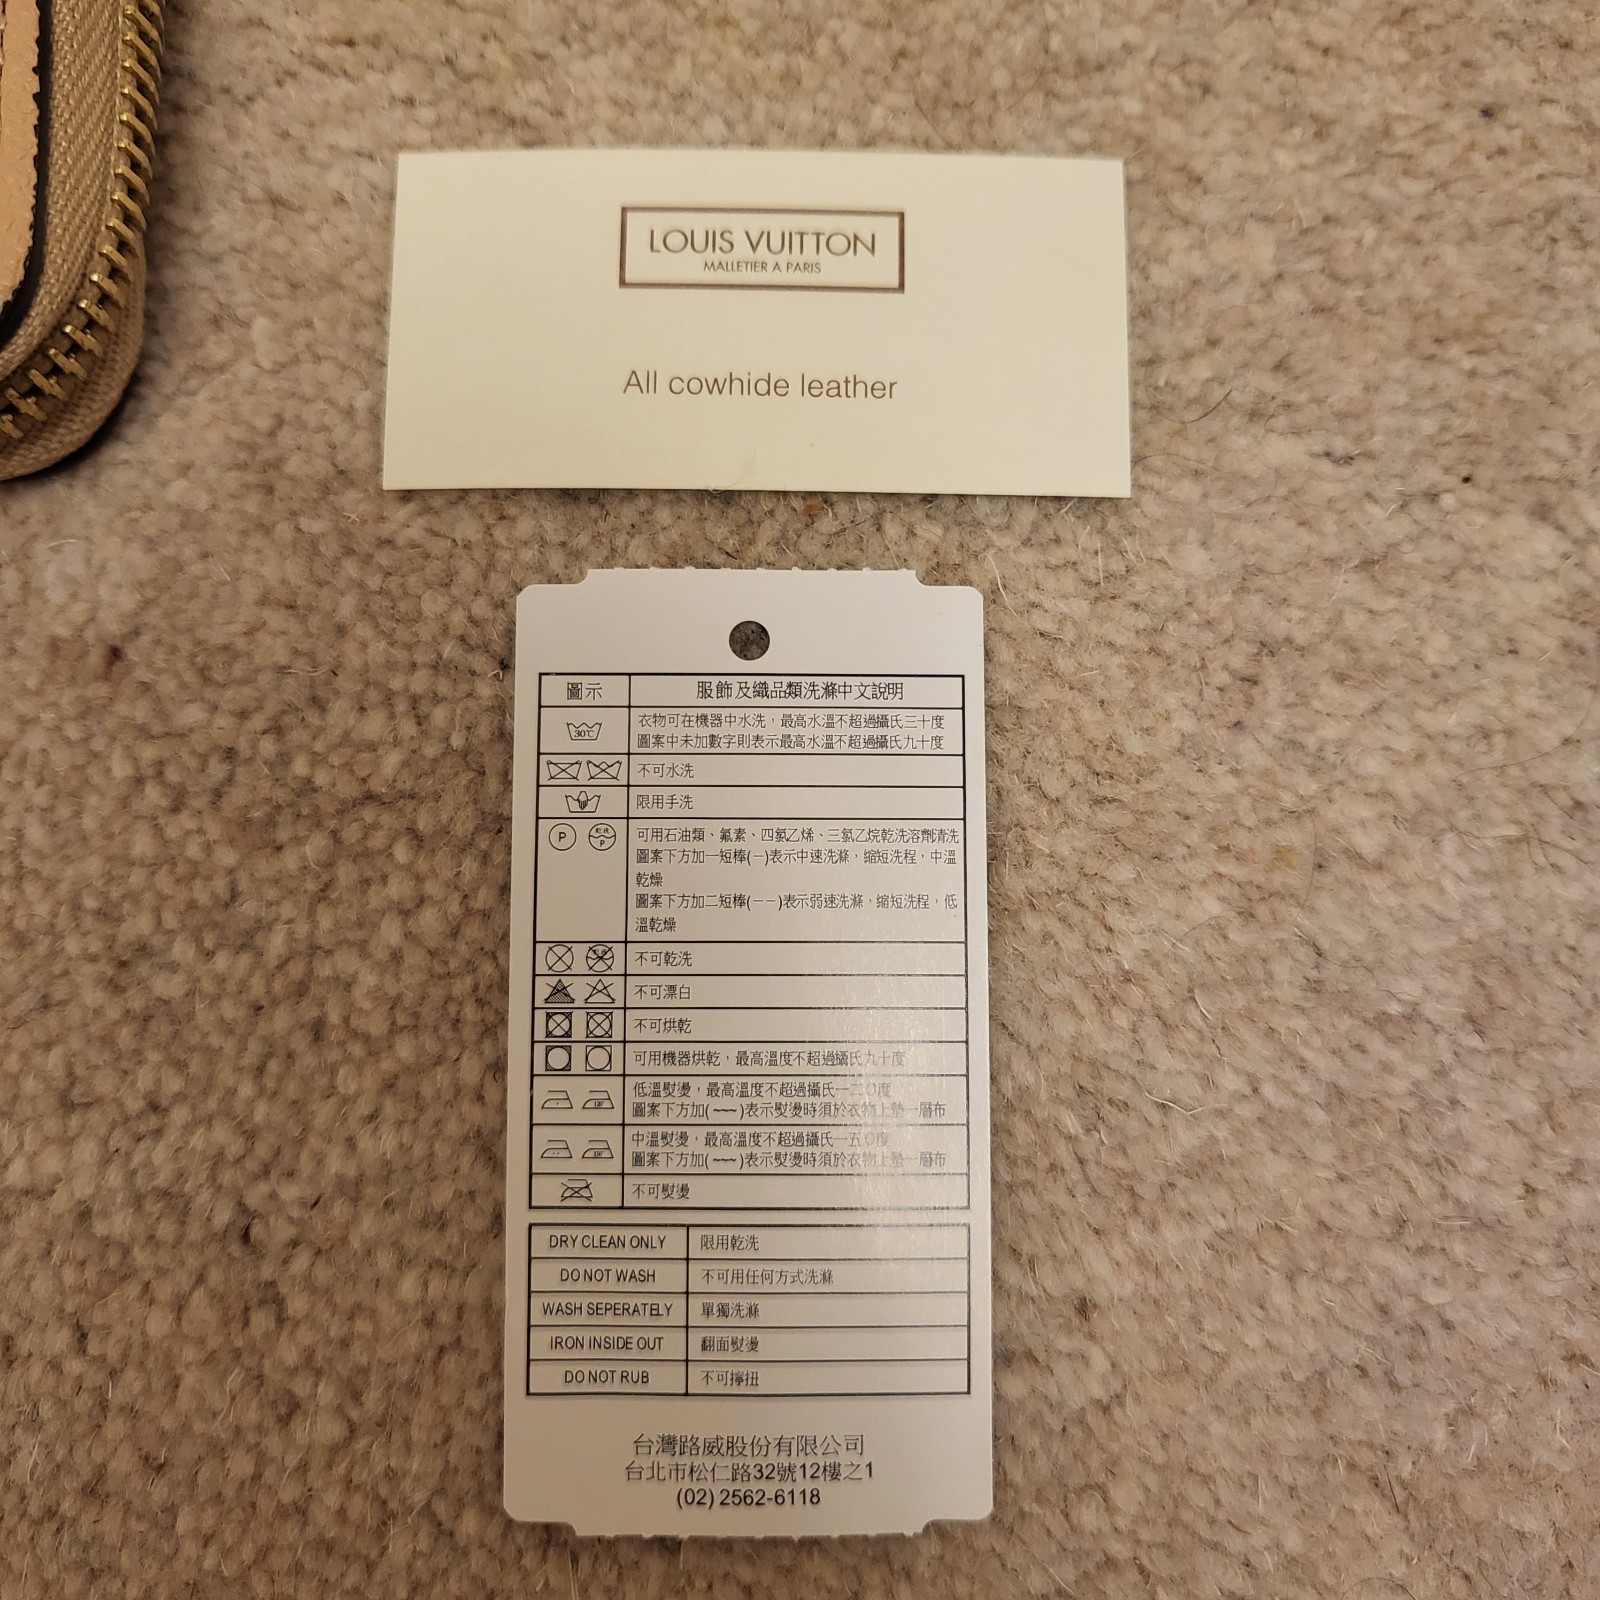 LOUIS VUITTON
MALLETIER A PARIS
All cowhide leather
圖示 服飾及織品類洗滌中文說明
30℃ 衣物可在機器中水洗，最高水溫不超過攝氏三十度
圖案中未加數字則表示最高水溫不超過攝氏九十度
不可水洗
限用手洗
P 乾洗 P 可用石油類、氟素、四氯乙烯、三氯乙烷乾洗溶劑清洗
圖案下方加一短棒(－)表示中速洗滌，縮短洗程，中溫
乾燥
圖案下方加二短棒(－－)表示弱速洗滌，縮短洗程，低
溫乾燥
不可乾洗
不可漂白
不可烘乾
可用機器烘乾，最高溫度不超過攝氏九十度
低溫熨燙，最高溫度不超過攝氏一二○度
圖案下方加(~~~)表示熨燙時須於衣物上墊一層布
中溫熨燙，最高溫度不超過攝氏一五○度
圖案下方加(~~~)表示熨燙時須於衣物上墊一層布
不可熨燙
DRY CLEAN ONLY 限用乾洗
DO NOT WASH 不可用任何方式洗滌
WASH SEPERATELY 單獨洗滌
IRON INSIDE OUT 翻面熨燙
DO NOT RUB 不可擰扭
台灣路威股份有限公司
台北市松仁路32號12樓之1
(02) 2562-6118